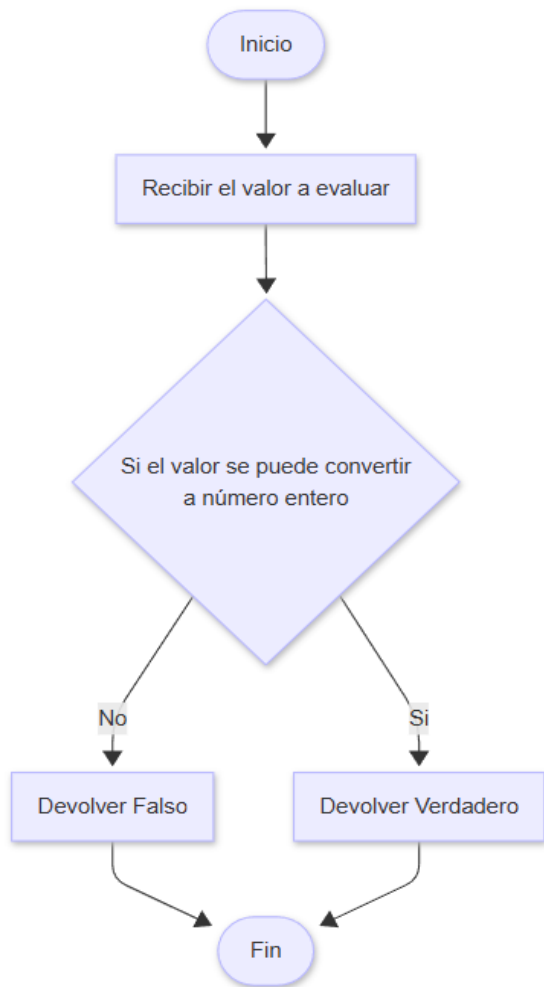 Inicio
Recibir el valor a evaluar
Si el valor se puede convertir
a número entero
No
Si
Devolver Falso
Devolver Verdadero
Fin